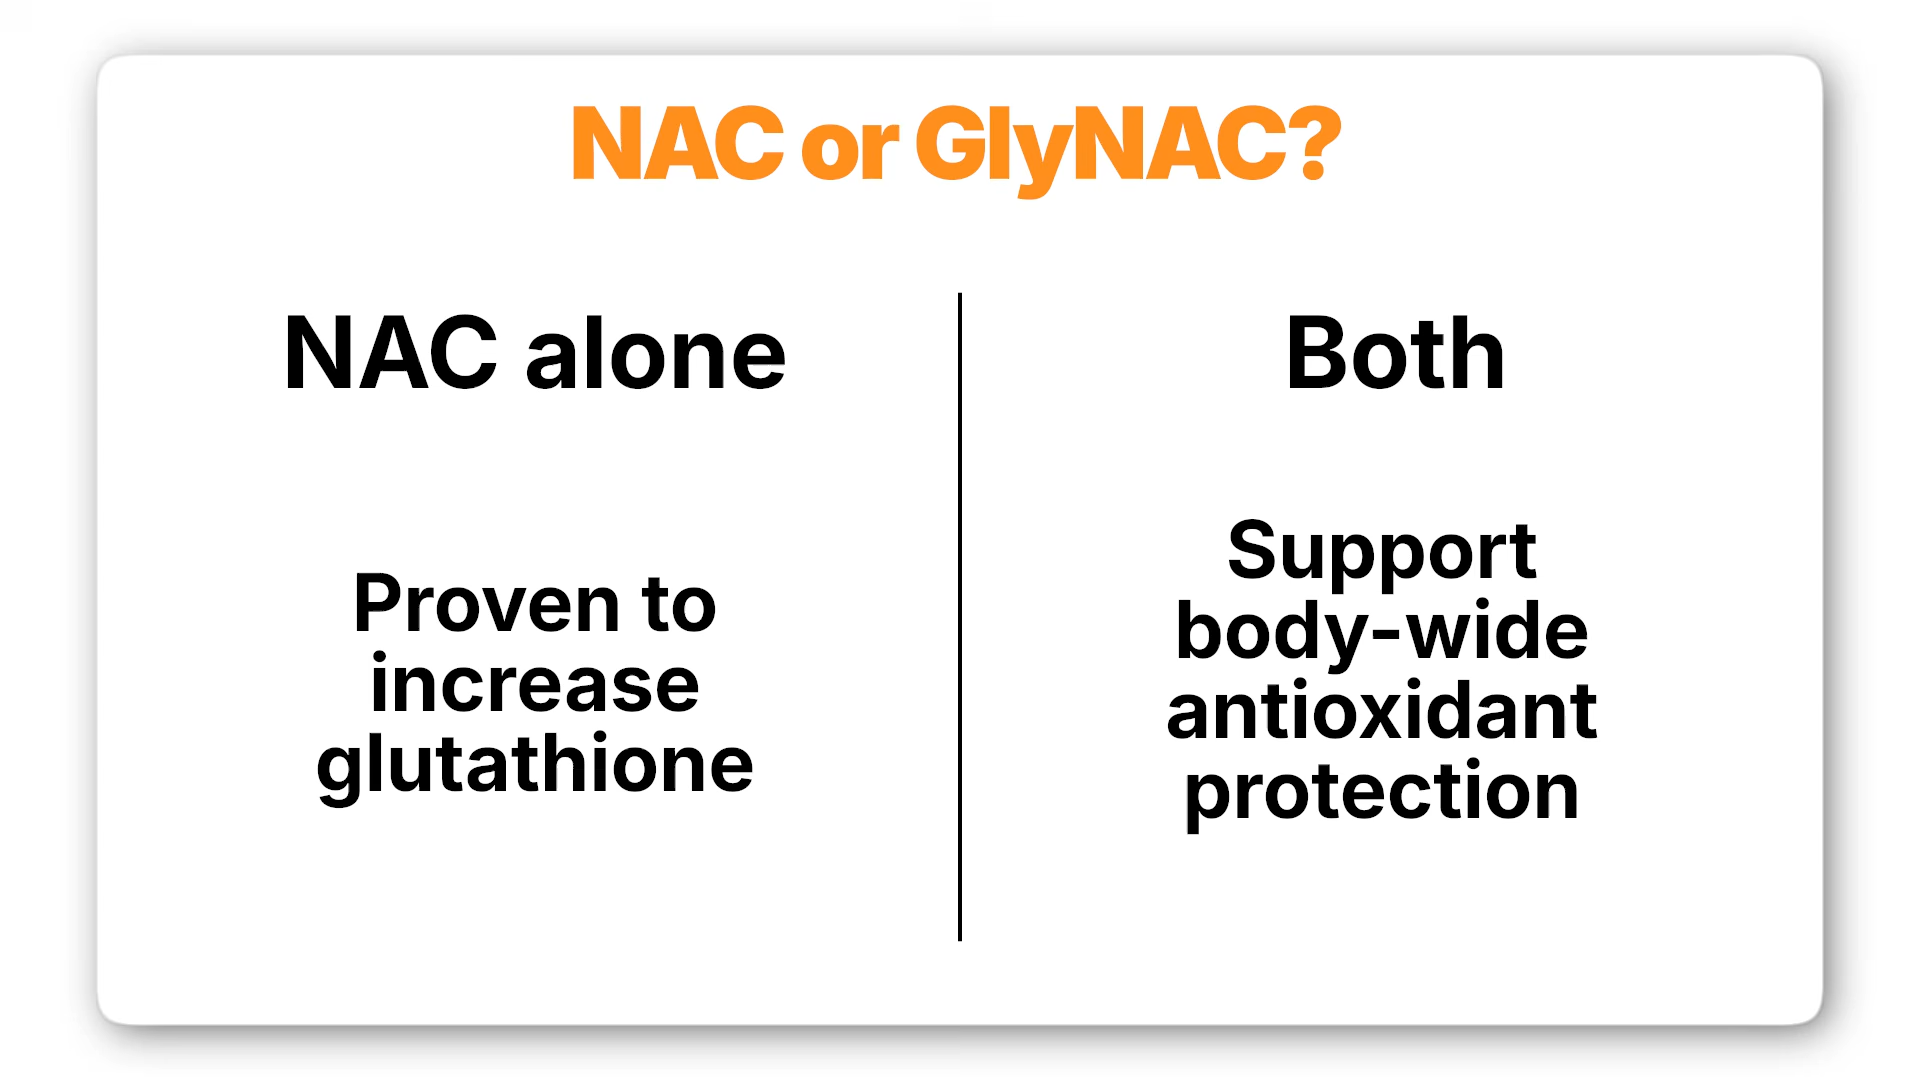 NAC or GlyNAC?
NAC alone
Proven to
increase
glutathione
Both
Support
body-wide
antioxidant
protection